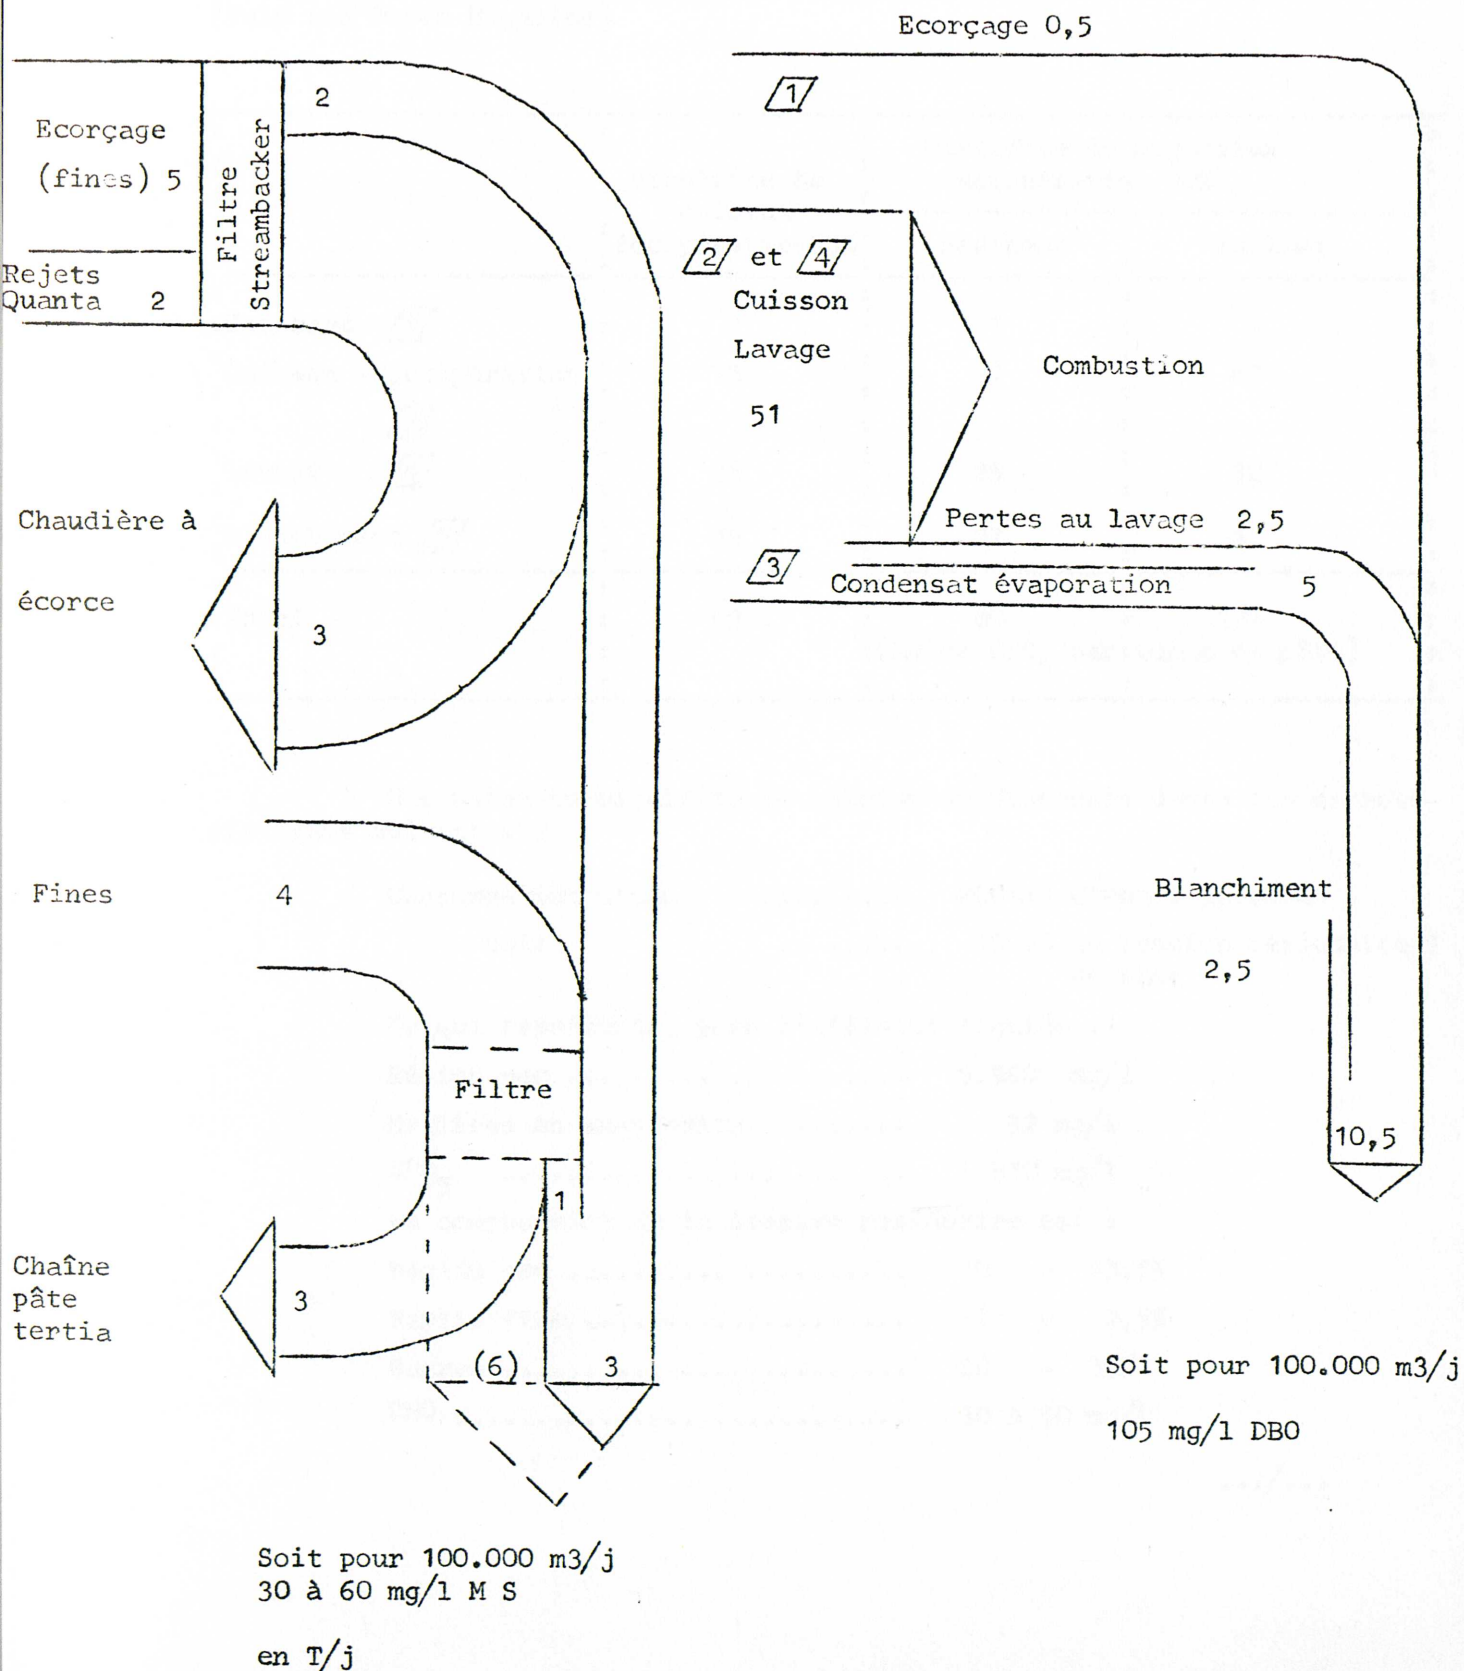 Ecorçage
(fines) 5
Rejets
Quanta 2
Filtre
Streambacker
2
Chaudière à
écorce
3
Fines
4
Filtre
1
Chaîne
pâte
tertia
3
(6)
3
Soit pour 100.000 m3/j
30 à 60 mg/l M S
en T/j
Ecorçage 0,5
1
2 et 4
Cuisson
Lavage
51
Combustion
Pertes au lavage 2,5
3
Condensat évaporation 5
Blanchiment
2,5
10,5
Soit pour 100.000 m3/j
105 mg/l DBO